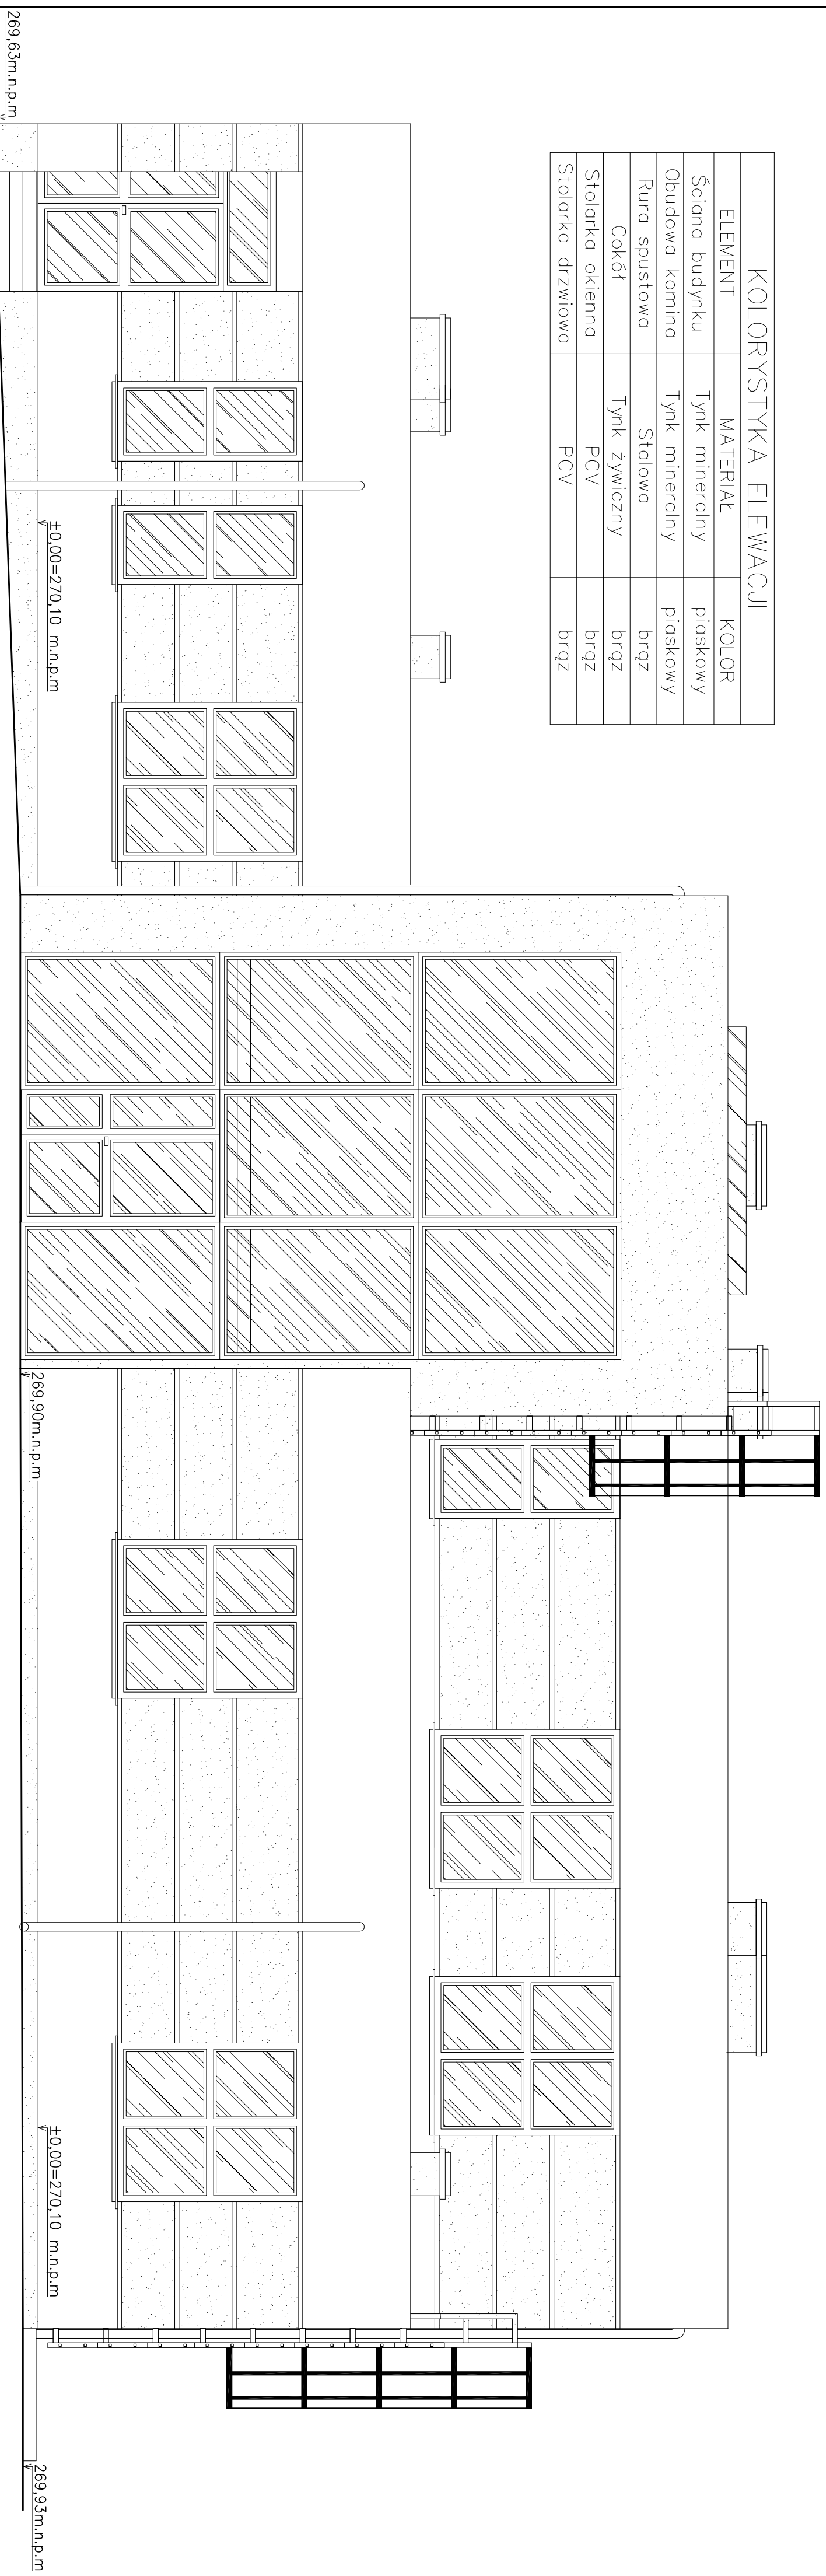 KOLORYSTYKA ELEWACJI
ELEMENT MATERIAŁ KOLOR
Ściana budynku Tynk mineralny piaskowy
Obudowa komina Tynk mineralny piaskowy
Rura spustowa Stalowa brąz
Cokół Tynk żywiczny brąz
Stolarka okienna PCV brąz
Stolarka drzwiowa PCV brąz
±0,00=270,10 m.n.p.m
±0,00=270,10 m.n.p.m
269,63m.n.p.m
269,90m.n.p.m
269,93m.n.p.m